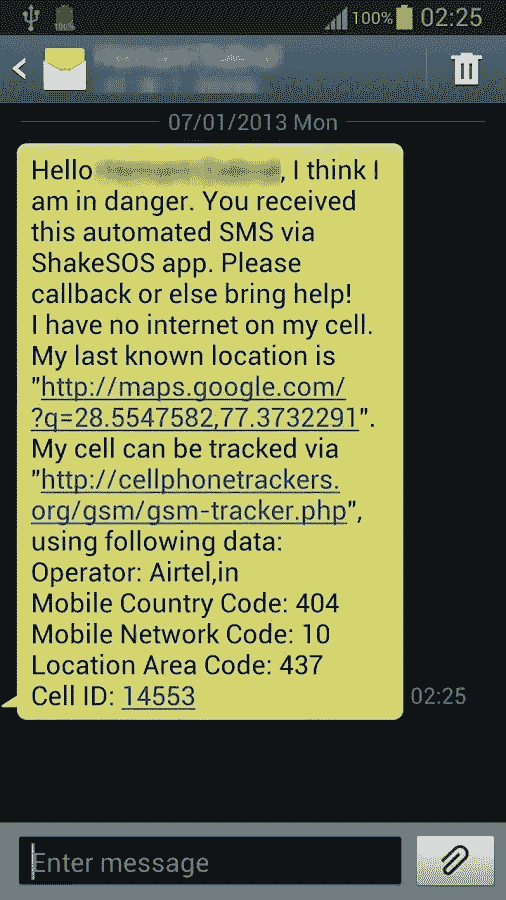 100% 02:25
07/01/2013 Mon
Hello , I think I
am in danger. You received
this automated SMS via
ShakeSOS app. Please
callback or else bring help!
I have no internet on my cell.
My last known location is
"http://maps.google.com/
?q=28.5547582,77.3732291".
My cell can be tracked via
"http://cellphonetrackers.
org/gsm/gsm-tracker.php",
using following data:
Operator: Airtel,in
Mobile Country Code: 404
Mobile Network Code: 10
Location Area Code: 437
Cell ID: 14553
02:25
Enter message